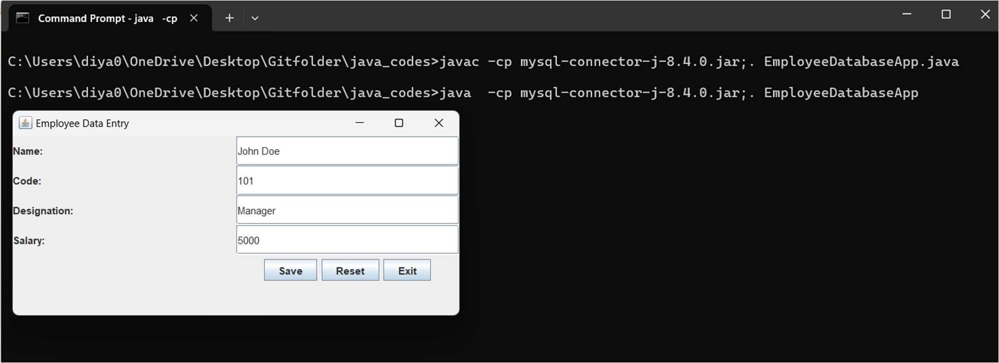 Command Prompt - java  -cp
C:\Users\diya0\OneDrive\Desktop\Gitfolder\java_codes>javac -cp mysql-connector-j-8.4.0.jar;. EmployeeDatabaseApp.java
C:\Users\diya0\OneDrive\Desktop\Gitfolder\java_codes>java  -cp mysql-connector-j-8.4.0.jar;. EmployeeDatabaseApp
Employee Data Entry
Name: John Doe
Code: 101
Designation: Manager
Salary: 5000
Save Reset Exit